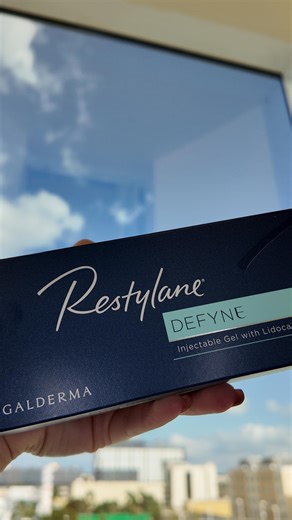 Restylane®
DEFYNE
Injectable Gel with Lidoca
GALDERMA